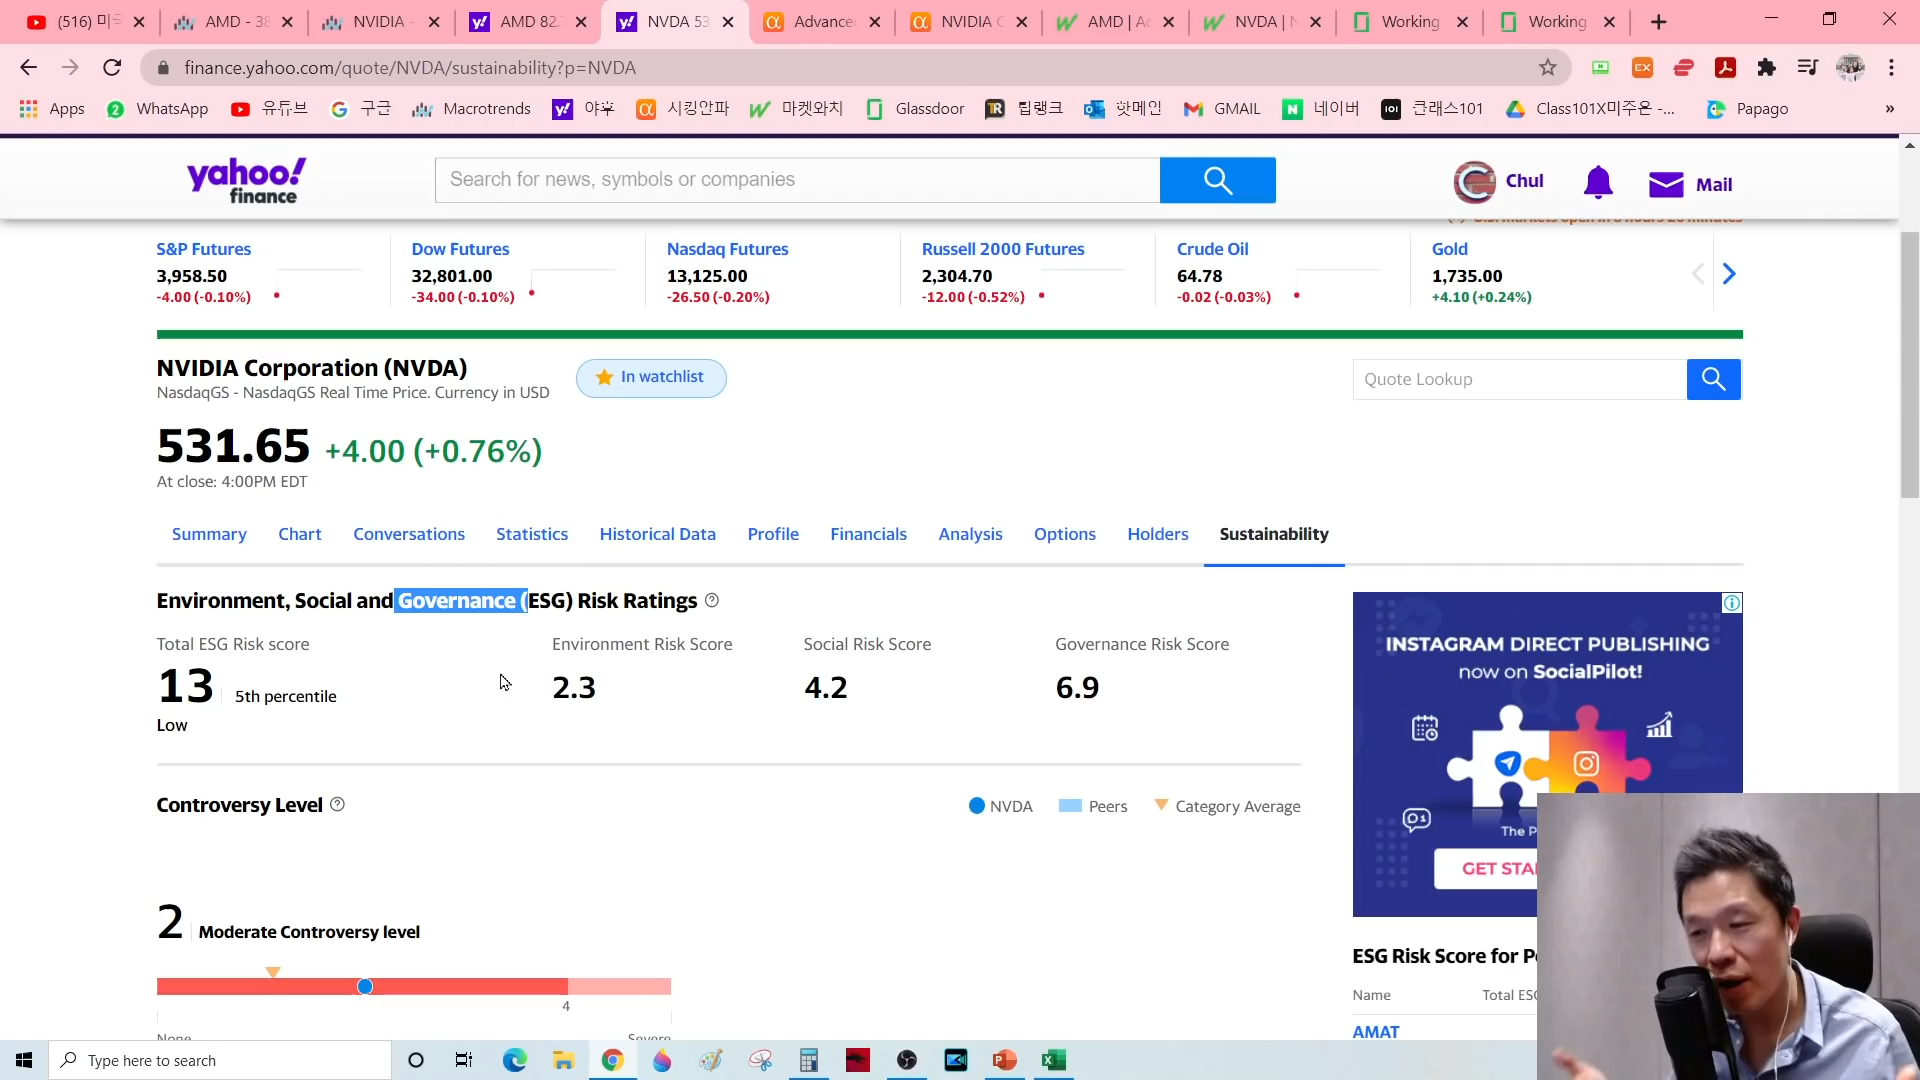 (516) 미국
AMD - 38
NVIDIA -
AMD 82.
NVDA 53
Advanced
NVIDIA C
AMD | Ad
NVDA | N
Working
Working
finance.yahoo.com/quote/NVDA/sustainability?p=NVDA
Apps
WhatsApp
유튜브
구글
Macrotrends
야후
시킹알파
마켓와치
Glassdoor
팁랭크
핫메일
GMAIL
네이버
클래스101
Class101X미주은 -...
Papago
yahoo!
finance
Search for news, symbols or companies
Chul
Mail
S&P Futures
3,958.50
-4.00 (-0.10%)
Dow Futures
32,801.00
-34.00 (-0.10%)
Nasdaq Futures
13,125.00
-26.50 (-0.20%)
Russell 2000 Futures
2,304.70
-12.00 (-0.52%)
Crude Oil
64.78
-0.02 (-0.03%)
Gold
1,735.00
+4.10 (+0.24%)
NVIDIA Corporation (NVDA)
NasdaqGS - NasdaqGS Real Time Price. Currency in USD
In watchlist
Quote Lookup
531.65 +4.00 (+0.76%)
At close: 4:00PM EDT
Summary
Chart
Conversations
Statistics
Historical Data
Profile
Financials
Analysis
Options
Holders
Sustainability
Environment, Social and Governance (ESG) Risk Ratings
Total ESG Risk score
13
5th percentile
Low
Environment Risk Score
2.3
Social Risk Score
4.2
Governance Risk Score
6.9
Controversy Level
NVDA
Peers
Category Average
2
Moderate Controversy level
4
None
Severe
INSTAGRAM DIRECT PUBLISHING
now on SocialPilot!
The P
GET STA
ESG Risk Score for P
Name
Total ESG
AMAT
Type here to search